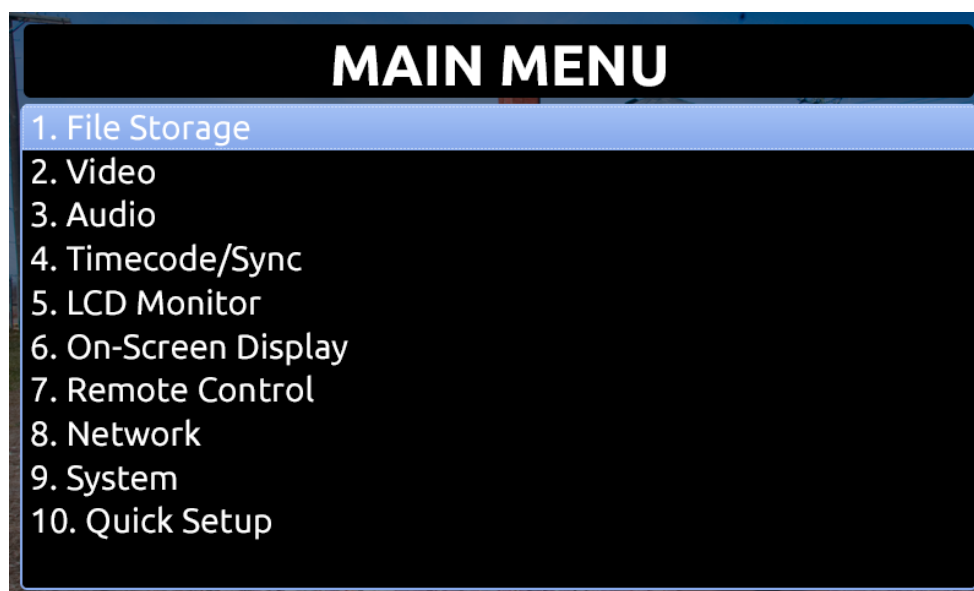 MAIN MENU
1. File Storage
2. Video
3. Audio
4. Timecode/Sync
5. LCD Monitor
6. On-Screen Display
7. Remote Control
8. Network
9. System
10. Quick Setup